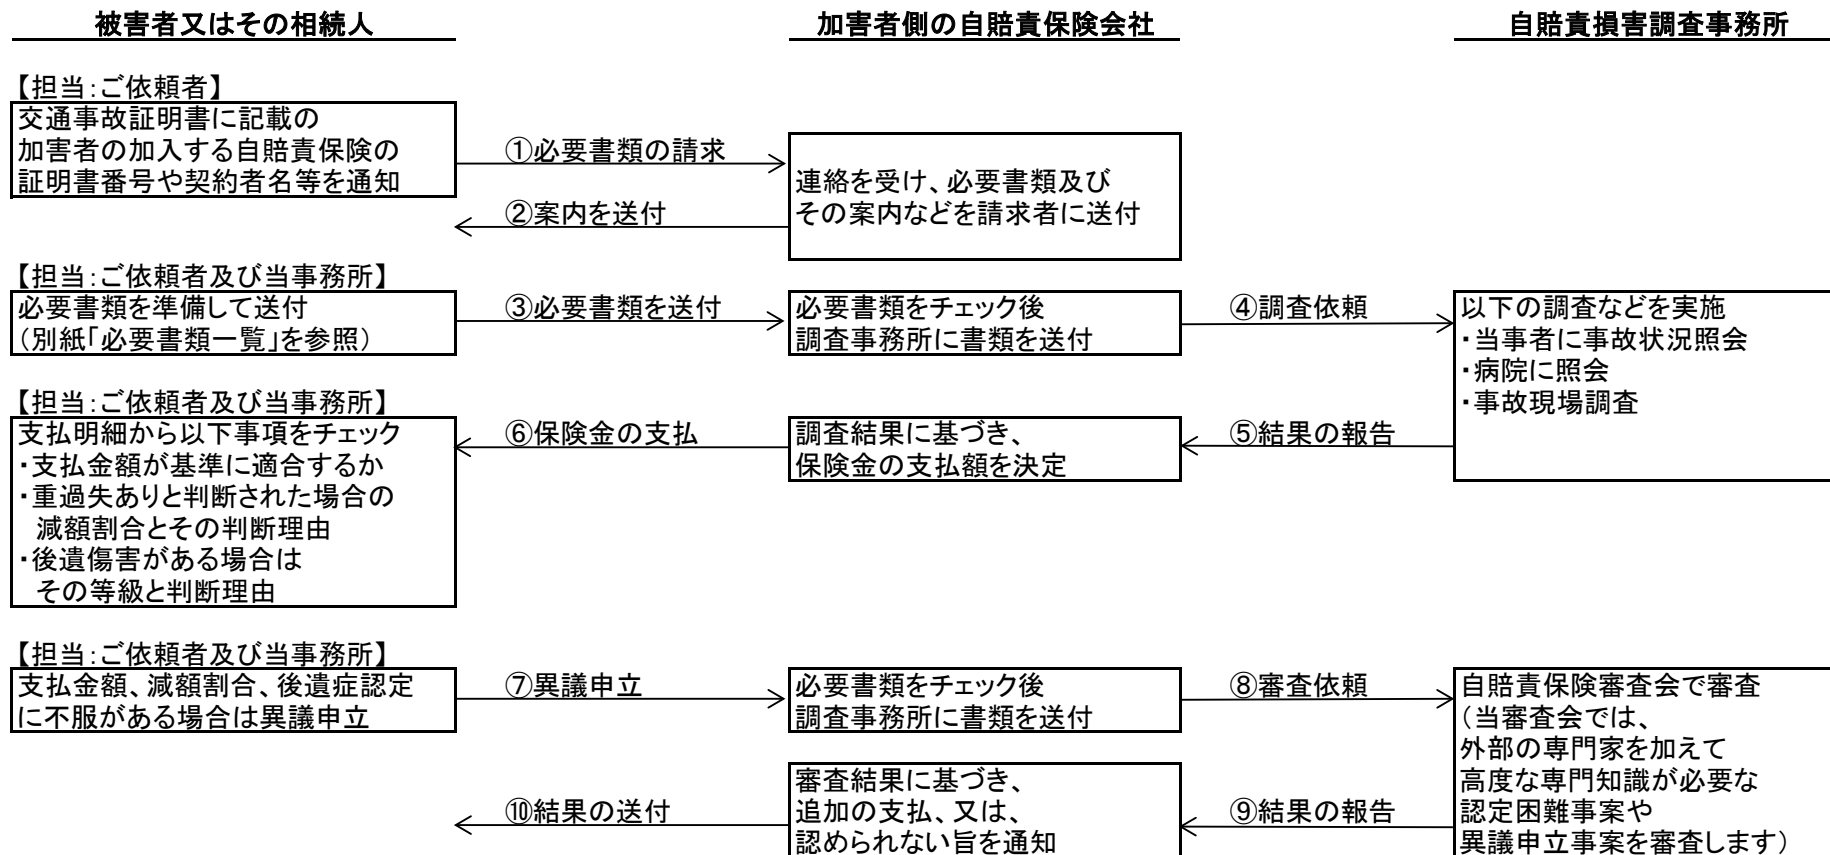 被害者又はその相続人
加害者側の自賠責保険会社
自賠責損害調査事務所
【担当：ご依頼者】
交通事故証明書に記載の
加害者の加入する自賠責保険の
証明書番号や契約者名等を通知
①必要書類の請求
連絡を受け、必要書類及び
その案内などを請求者に送付
②案内を送付
【担当：ご依頼者及び当事務所】
必要書類を準備して送付
（別紙「必要書類一覧」を参照）
③必要書類を送付
必要書類をチェック後
調査事務所に書類を送付
④調査依頼
以下の調査などを実施
・当事者に事故状況照会
・病院に照会
・事故現場調査
【担当：ご依頼者及び当事務所】
支払明細から以下事項をチェック
・支払金額が基準に適合するか
・重過失ありと判断された場合の
減額割合とその判断理由
・後遺傷害がある場合は
その等級と判断理由
⑥保険金の支払
調査結果に基づき、
保険金の支払額を決定
⑤結果の報告
【担当：ご依頼者及び当事務所】
支払金額、減額割合、後遺症認定
に不服がある場合は異議申立
⑦異議申立
必要書類をチェック後
調査事務所に書類を送付
⑧審査依頼
自賠責保険審査会で審査
（当審査会では、
外部の専門家を加えて
高度な専門知識が必要な
認定困難事案や
異議申立事案を審査します）
⑩結果の送付
審査結果に基づき、
追加の支払、又は、
認められない旨を通知
⑨結果の報告